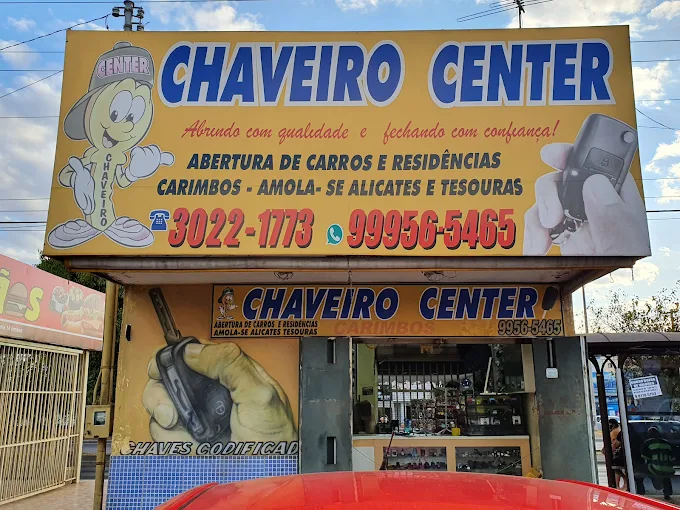 CENTER
CHAVEIRO
CHAVEIRO CENTER
Abrindo com qualidade e fechando com confiança!
ABERTURA DE CARROS E RESIDÊNCIAS
CARIMBOS - AMOLA- SE ALICATES E TESOURAS
3022-1773 99956-5465
CHAVEIRO CENTER
ABERTURA DE CARROS E RESIDÊNCIAS
AMOLA-SE ALICATES E TESOURAS
CARIMBOS
9956-5465
CHAVES CODIFICAD